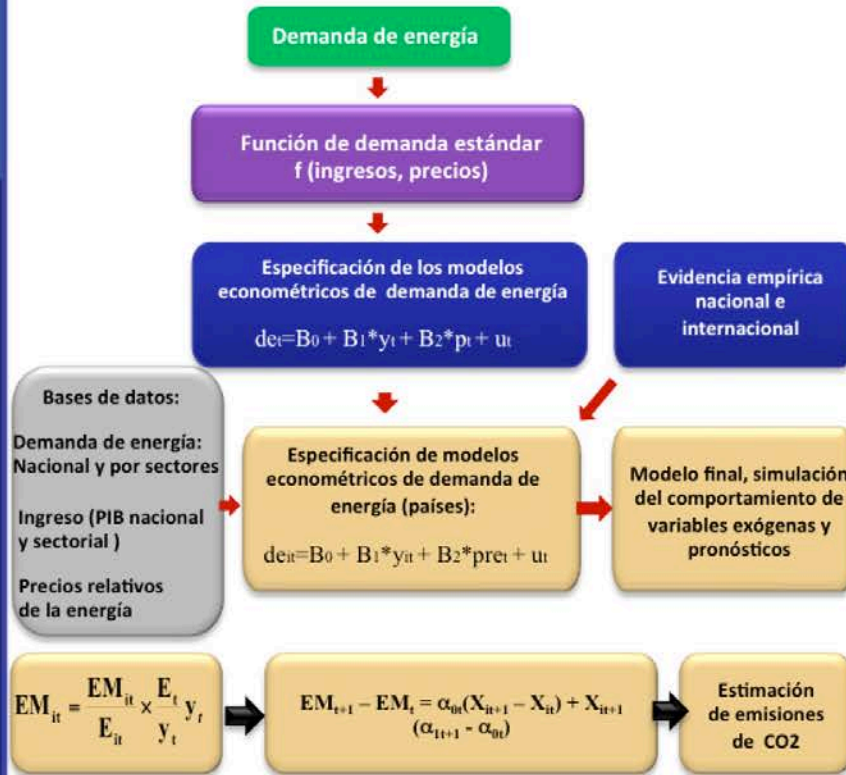 Demanda de energía
Función de demanda estándar
f (ingresos, precios)
Especificación de los modelos
econométricos de demanda de energía
det=B0 + B1*yt + B2*pt + ut
Evidencia empírica
nacional e
internacional
Bases de datos:
Demanda de energía:
Nacional y por sectores
Ingreso (PIB nacional
y sectorial )
Precios relativos
de la energía
Especificación de modelos
econométricos de demanda de
energía (países):
deit=B0 + B1*yit + B2*pret + ut
Modelo final, simulación
del comportamiento de
variables exógenas y
pronósticos
EMit = EMit/Eit × Et/yt yt
EMt+1 – EMt = α0t(Xit+1 – Xit) + Xit+1
(α1t+1 - α0t)
Estimación
de emisiones
de CO2